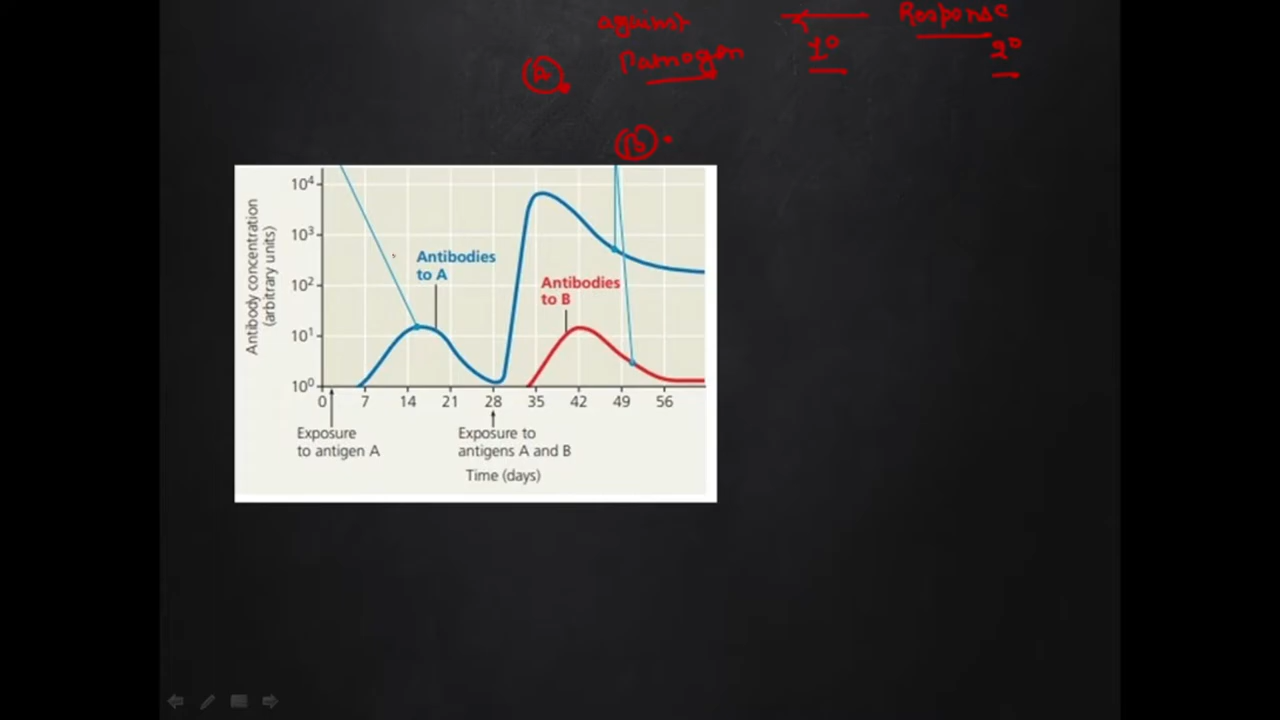 against
Response
Pathogen
1°
2°
A
B
10⁴
10³
10²
10¹
10⁰
Antibody concentration
(arbitrary units)
Antibodies
to A
Antibodies
to B
0 7 14 21 28 35 42 49 56
Exposure
to antigen A
Exposure to
antigens A and B
Time (days)